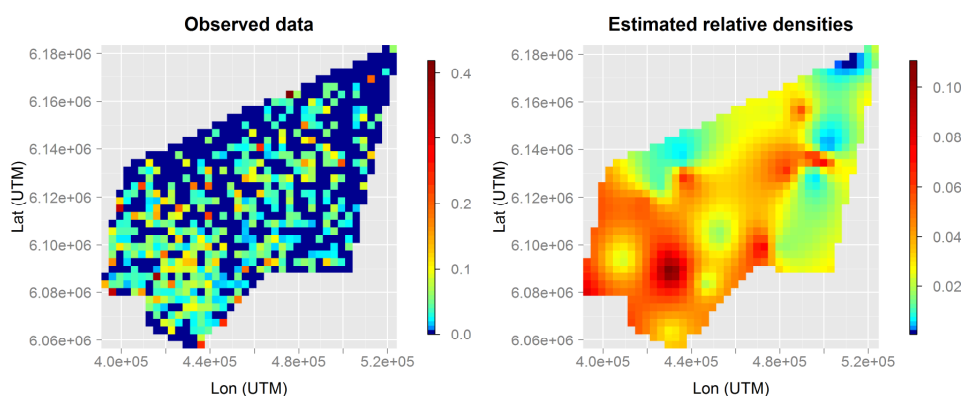 Observed data
6.18e+06
6.16e+06
6.14e+06
6.12e+06
6.10e+06
6.08e+06
6.06e+06
Lat (UTM)
4.0e+05
4.4e+05
4.8e+05
5.2e+05
Lon (UTM)
0.4
0.3
0.2
0.1
0.0
Estimated relative densities
6.18e+06
6.16e+06
6.14e+06
6.12e+06
6.10e+06
6.08e+06
6.06e+06
Lat (UTM)
4.0e+05
4.4e+05
4.8e+05
5.2e+05
Lon (UTM)
0.10
0.08
0.06
0.04
0.02